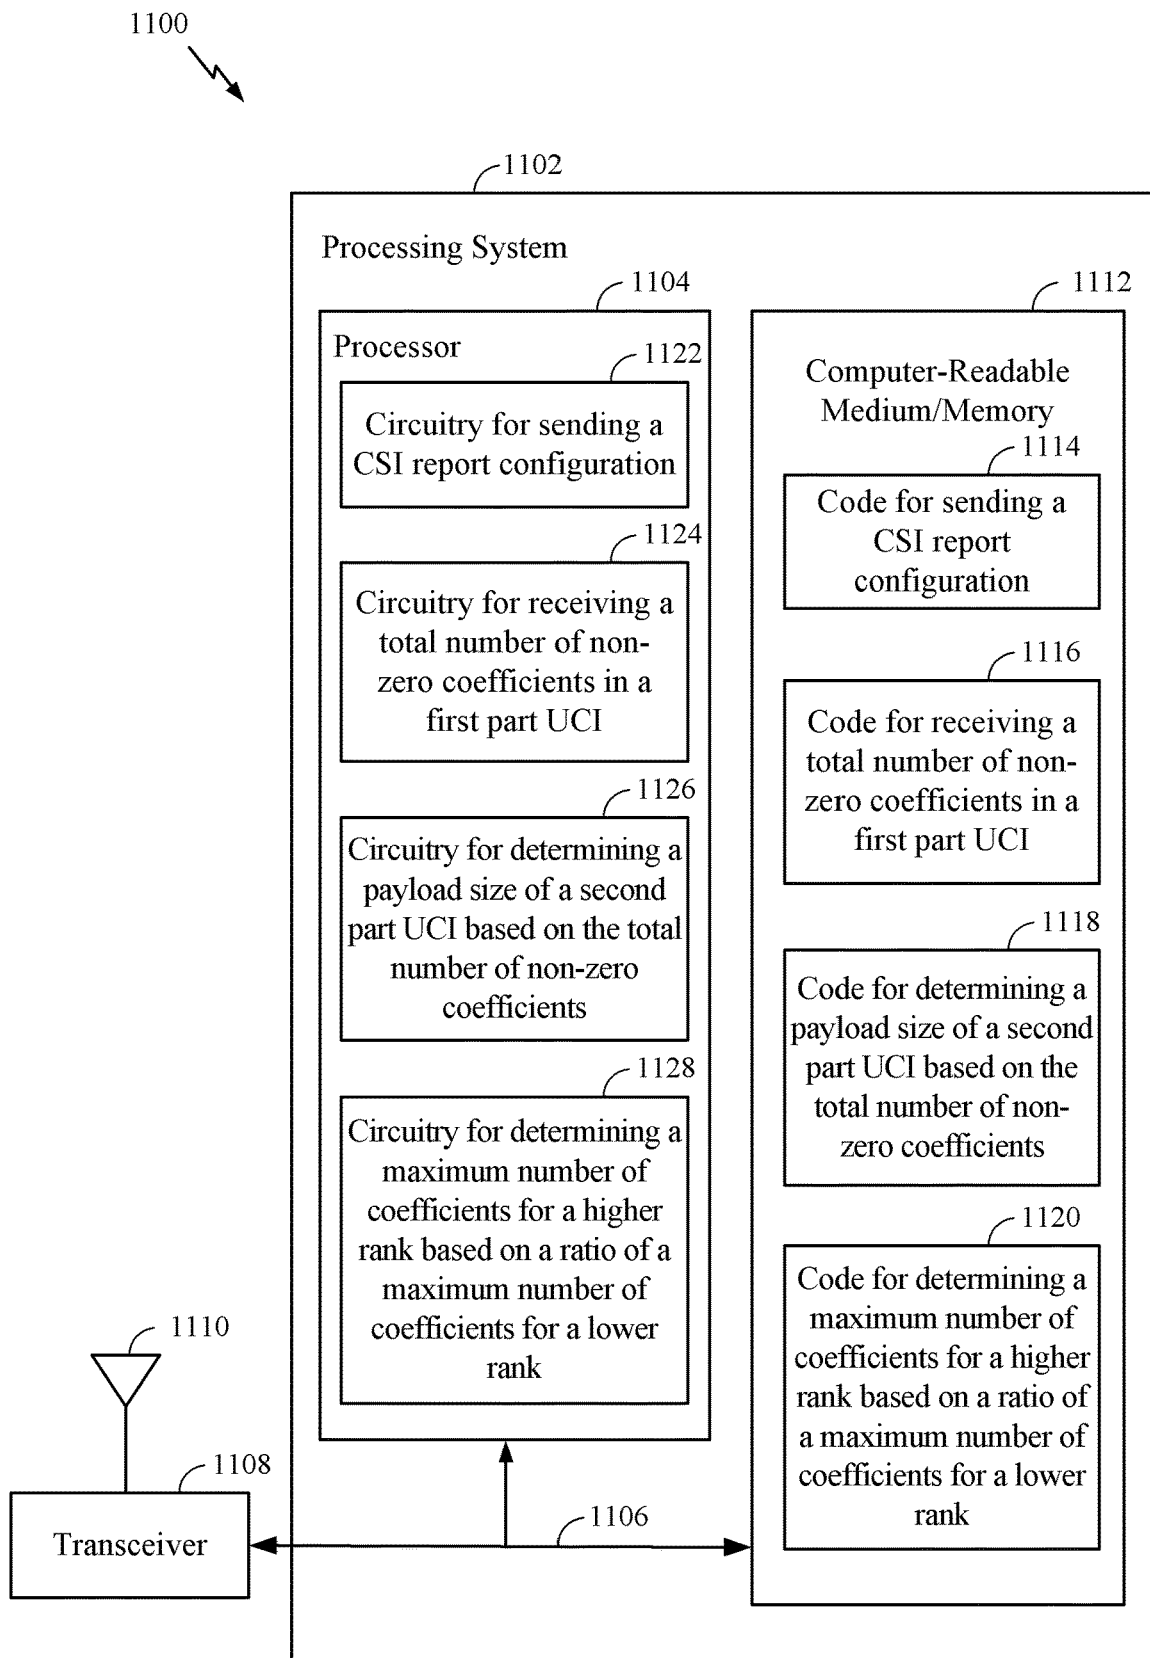 1100
1102
Processing System
1104
Processor
1122
Circuitry for sending a
CSI report configuration
1124
Circuitry for receiving a
total number of non-
zero coefficients in a
first part UCI
1126
Circuitry for determining a
payload size of a second
part UCI based on the total
number of non-zero
coefficients
1128
Circuitry for determining a
maximum number of
coefficients for a higher
rank based on a ratio of a
maximum number of
coefficients for a lower
rank
1112
Computer-Readable
Medium/Memory
1114
Code for sending a
CSI report
configuration
1116
Code for receiving a
total number of non-
zero coefficients in a
first part UCI
1118
Code for determining a
payload size of a second
part UCI based on the
total number of non-
zero coefficients
1120
Code for determining a
maximum number of
coefficients for a higher
rank based on a ratio of
a maximum number of
coefficients for a lower
rank
1110
1108
Transceiver
1106